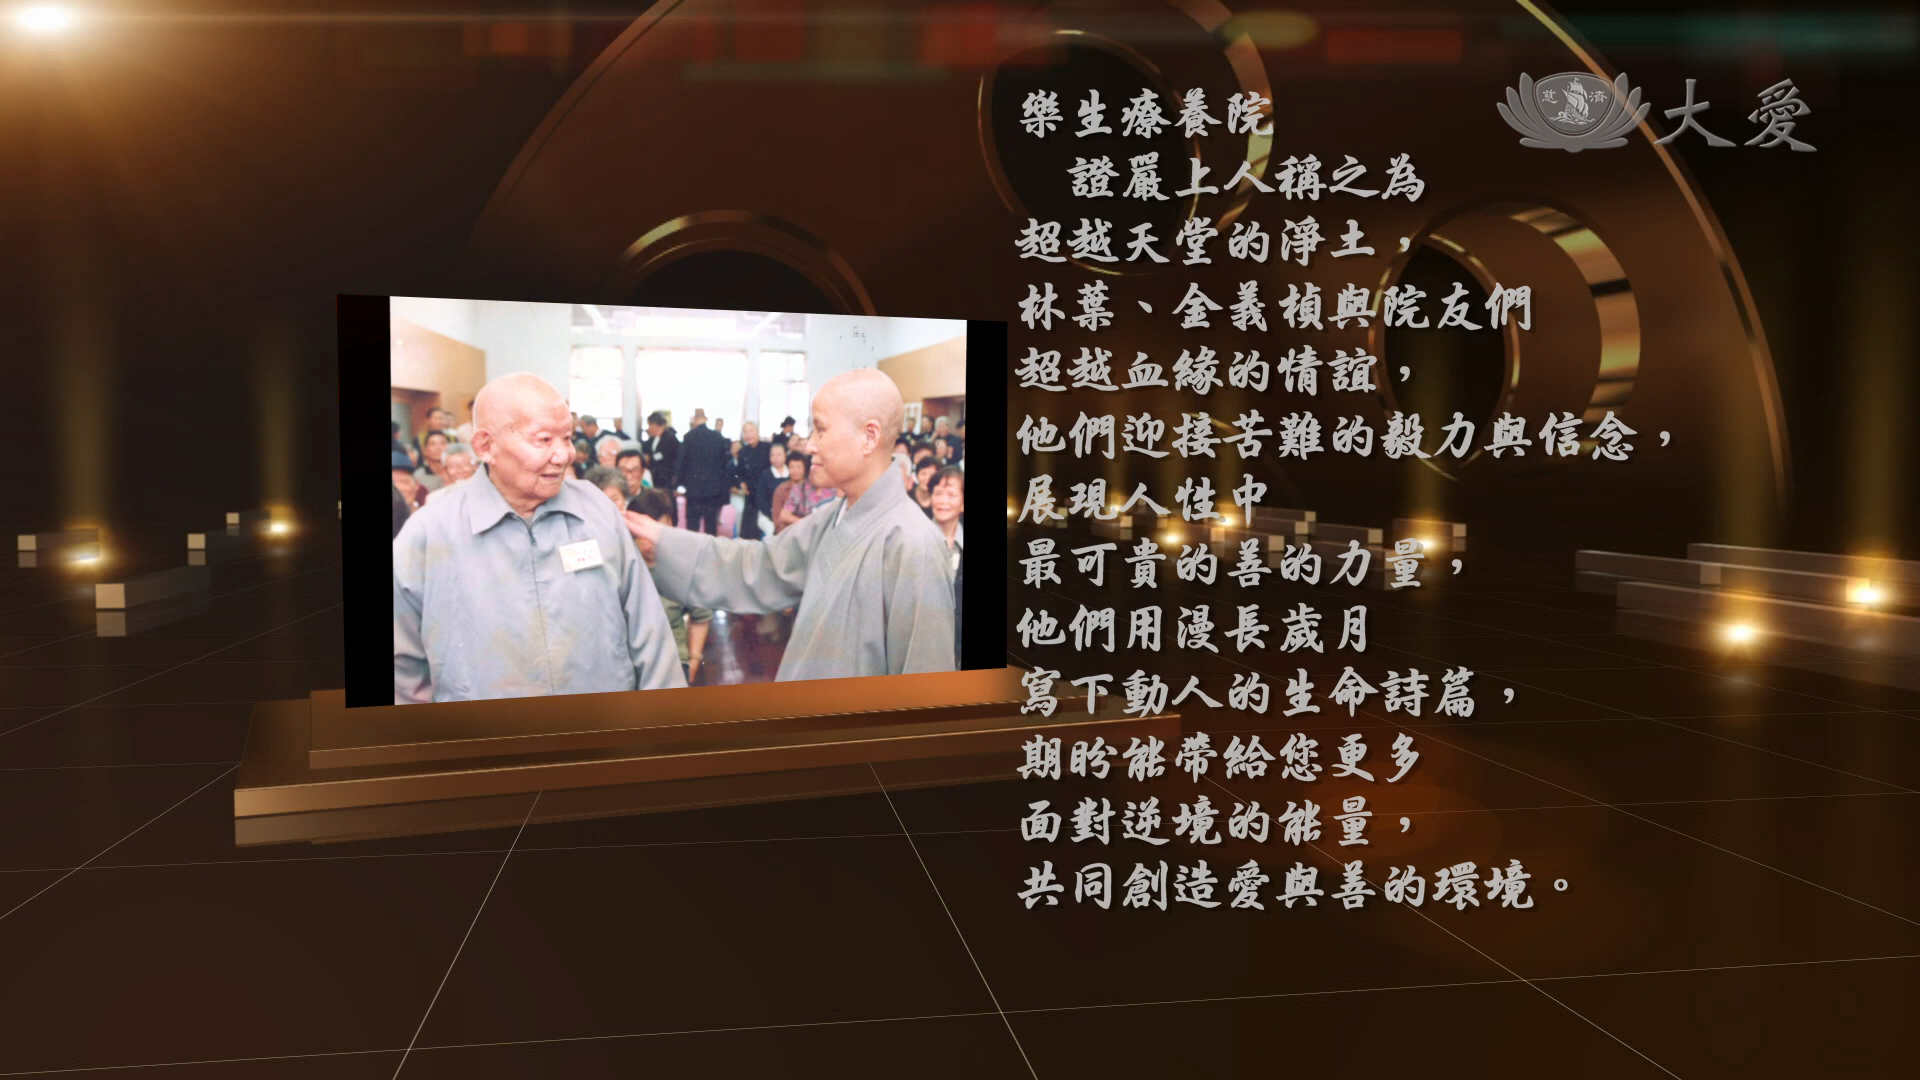 樂生療養院
證嚴上人稱之為
超越天堂的淨土，
林葉、金義楨與院友們
超越血緣的情誼，
他們迎接苦難的毅力與信念，
展現人性中
最可貴的善的力量，
他們用漫長歲月
寫下動人的生命詩篇，
期盼能帶給您更多
面對逆境的能量，
共同創造愛與善的環境。
慈濟
大愛